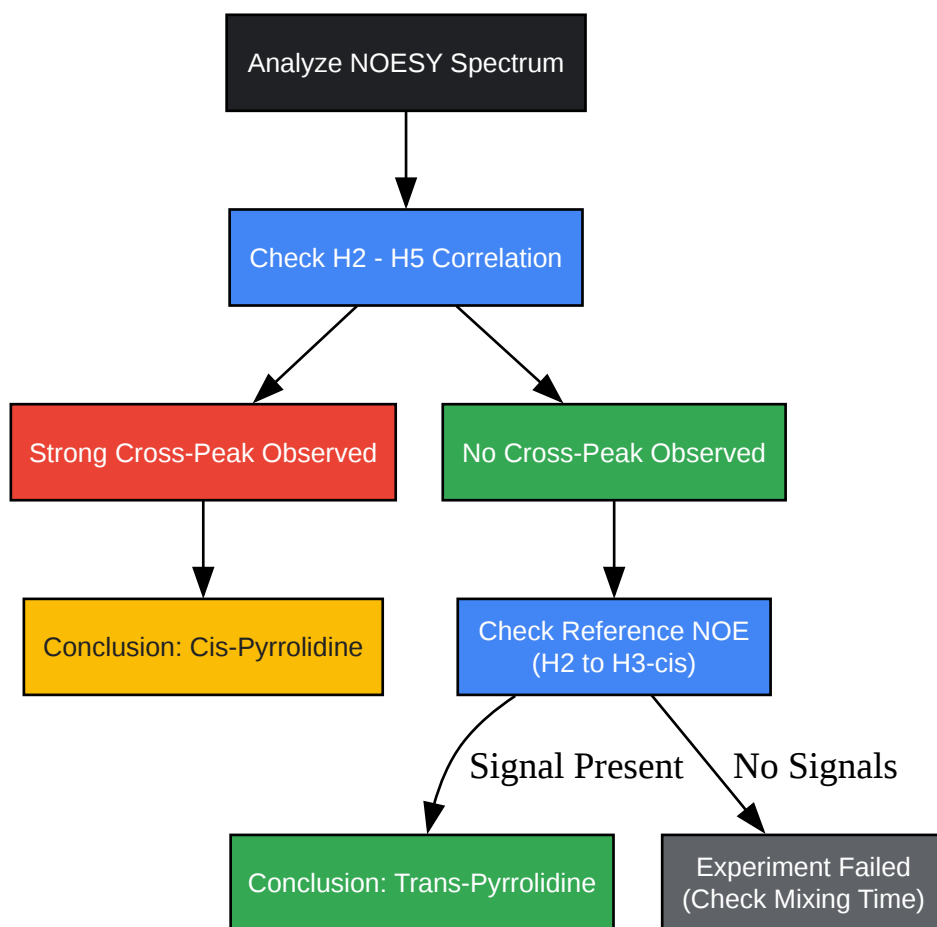 Analyze NOESY Spectrum
Check H2 - H5 Correlation
Strong Cross-Peak Observed
No Cross-Peak Observed
Conclusion: Cis-Pyrrolidine
Check Reference NOE
(H2 to H3-cis)
Signal Present
No Signals
Conclusion: Trans-Pyrrolidine
Experiment Failed
(Check Mixing Time)